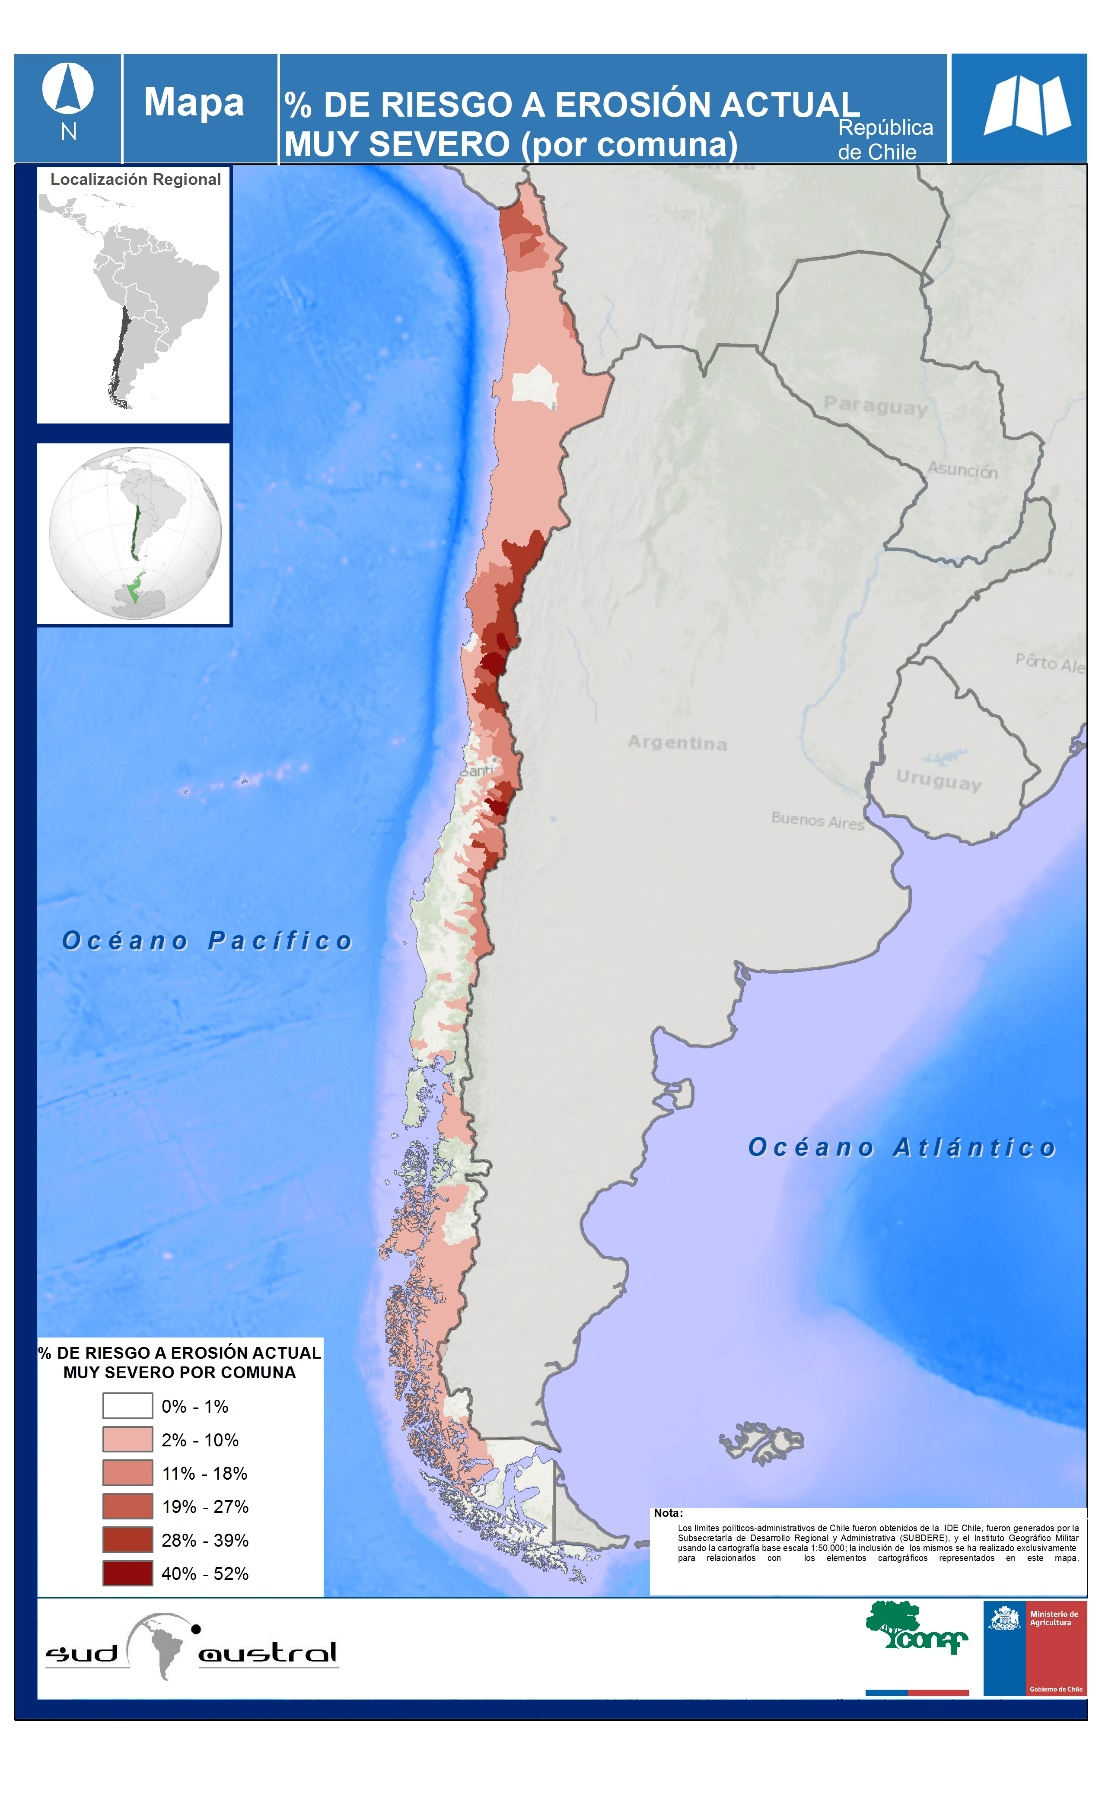 N
Mapa
% DE RIESGO A EROSIÓN ACTUAL
MUY SEVERO (por comuna)
República
de Chile
Localización Regional
Bolivia
Paraguay
Asunción
Pôrto Ale
Argentina
Santi
Uruguay
Buenos Aires
Océano Pacífico
Océano Atlántico
% DE RIESGO A EROSIÓN ACTUAL
MUY SEVERO POR COMUNA
0% - 1%
2% - 10%
11% - 18%
19% - 27%
28% - 39%
40% - 52%
Nota:
Los límites políticos-administrativos de Chile fueron obtenidos de la IDE Chile, fueron generados por la
Subsecretaría de Desarrollo Regional y Administrativa (SUBDERE), y el Instituto Geográfico Militar
usando la cartografía base escala 1:50.000; la inclusión de los mismos se ha realizado exclusivamente
para relacionarlos con los elementos cartográficos representados en este mapa.
sud austral
conaf
Ministerio de
Agricultura
Gobierno de Chile